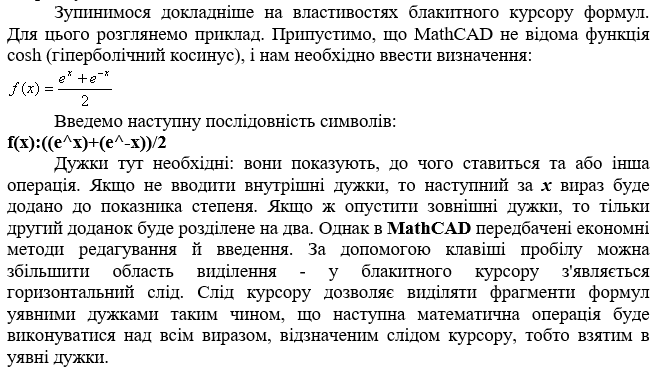 Зупинимося докладніше на властивостях блакитного курсору формул.
Для цього розглянемо приклад. Припустимо, що MathCAD не відома функція
cosh (гіперболічний косинус), і нам необхідно ввести визначення:
f(x) = (e^x + e^-x)/2
Введемо наступну послідовність символів:
f(x):((e^x)+(e^-x))/2
Дужки тут необхідні: вони показують, до чого ставиться та або інша
операція. Якщо не вводити внутрішні дужки, то наступний за x вираз буде
додано до показника степеня. Якщо ж опустити зовнішні дужки, то тільки
другий доданок буде розділене на два. Однак в MathCAD передбачені економні
методи редагування й введення. За допомогою клавіші пробілу можна
збільшити область виділення - у блакитного курсору з'являється
горизонтальний слід. Слід курсору дозволяє виділяти фрагменти формул
уявними дужками таким чином, що наступна математична операція буде
виконуватися над всім виразом, відзначеним слідом курсору, тобто взятим в
уявні дужки.